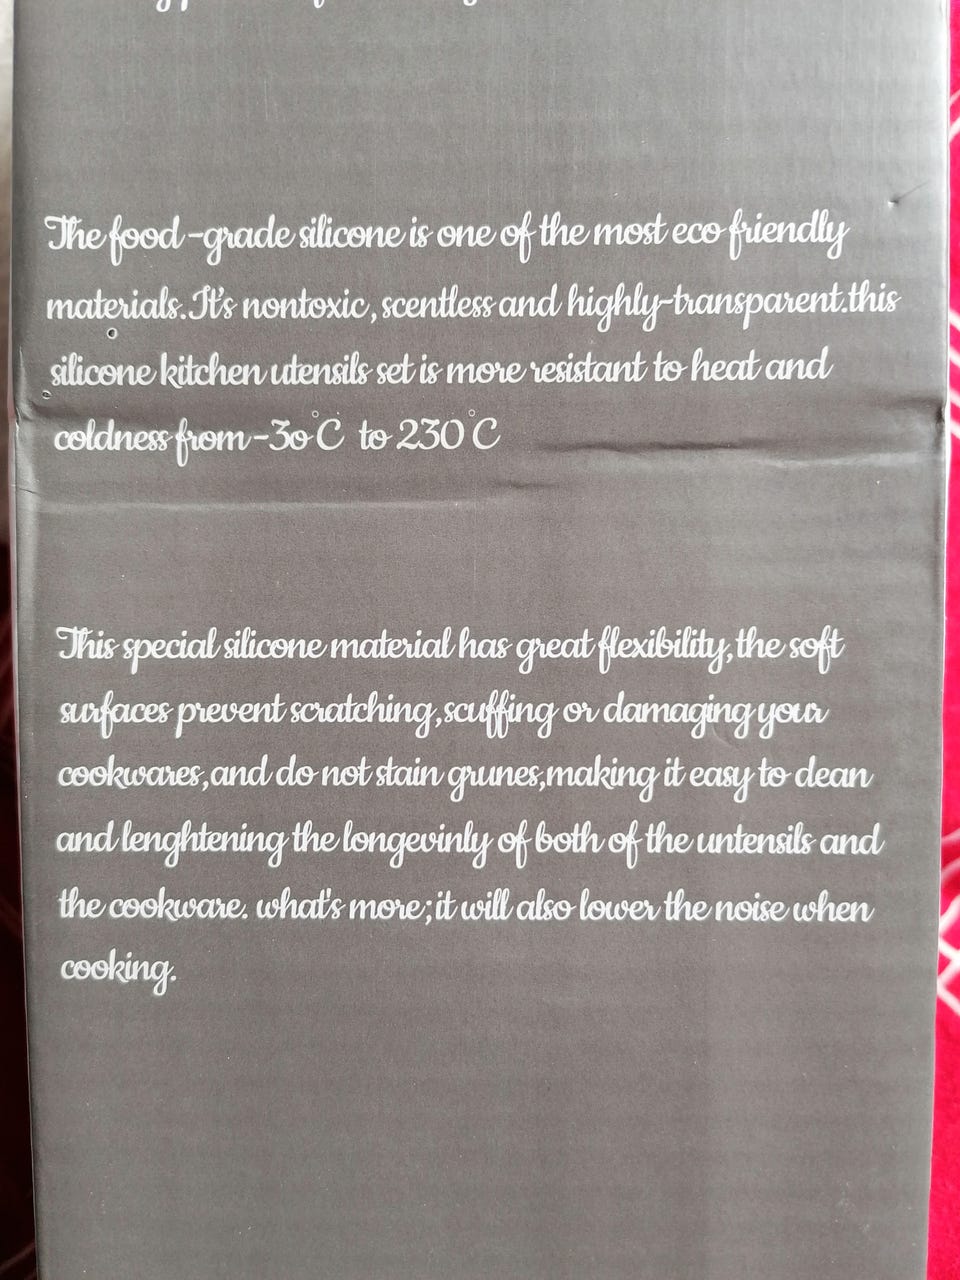 The food-grade silicone is one of the most eco friendly
materials.It's nontoxic, scentless and highly-transparent.this
silicone kitchen utensils set is more resistant to heat and
coldness from -30°C to 230°C
This special silicone material has great flexibility,the soft
surfaces prevent scratching,scuffing or damaging your
cookwares,and do not stain grunes,making it easy to dean
and lenghtening the longevinly of both of the untensils and
the cookware. what's more;it will also lower the noise when
cooking.